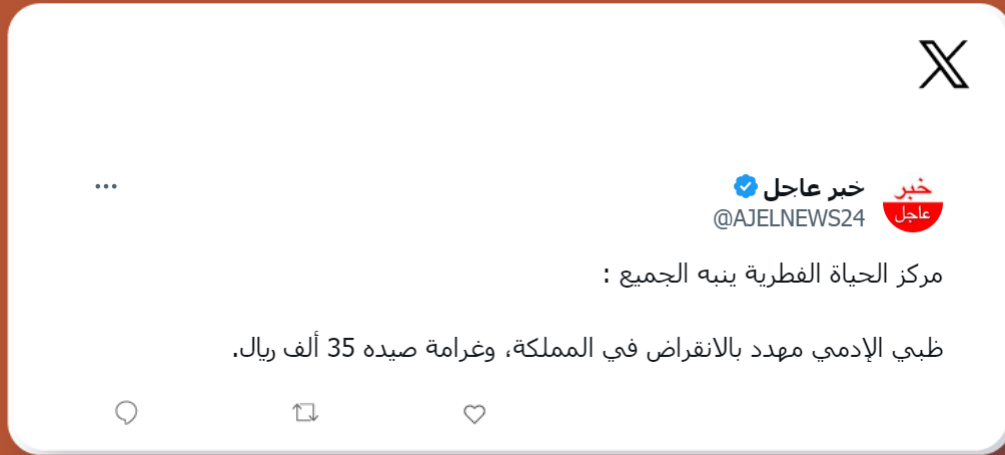 خبر عاجل
خبر
عاجل
@AJELNEWS24
مركز الحياة الفطرية ينبه الجميع :
ظبي الإدمي مهدد بالانقراض في المملكة، وغرامة صيده 35 ألف ريال.